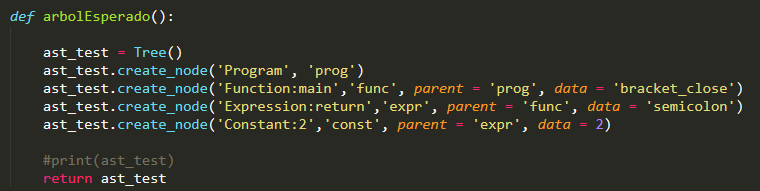 def arbolEsperado():
ast_test = Tree()
ast_test.create_node('Program', 'prog')
ast_test.create_node('Function:main','func', parent = 'prog', data = 'bracket_close')
ast_test.create_node('Expression:return','expr', parent = 'func', data = 'semicolon')
ast_test.create_node('Constant:2','const', parent = 'expr', data = 2)
#print(ast_test)
return ast_test